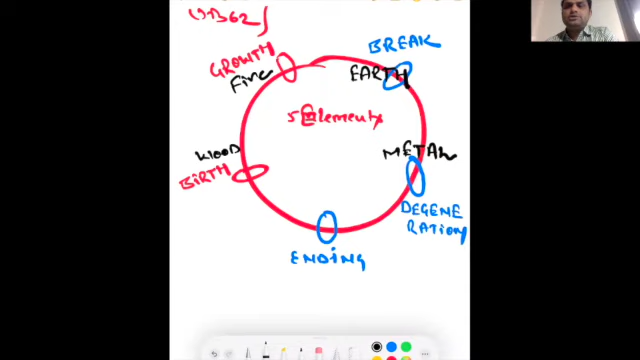 BREAK
GROWTH
FIRE
EARTH
5 Elements
WOOD
METAL
BIRTH
DEGENE
RATION
ENDING